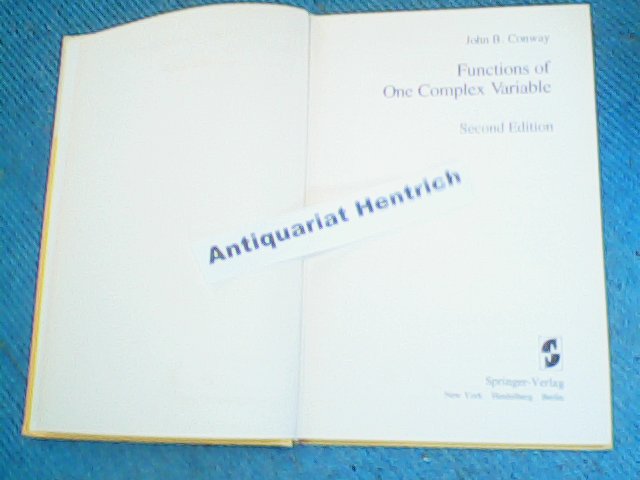 John B. Conway
Functions of
One Complex Variable
Second Edition
Antiquariat Hentrich
Springer-Verlag
New York Heidelberg Berlin